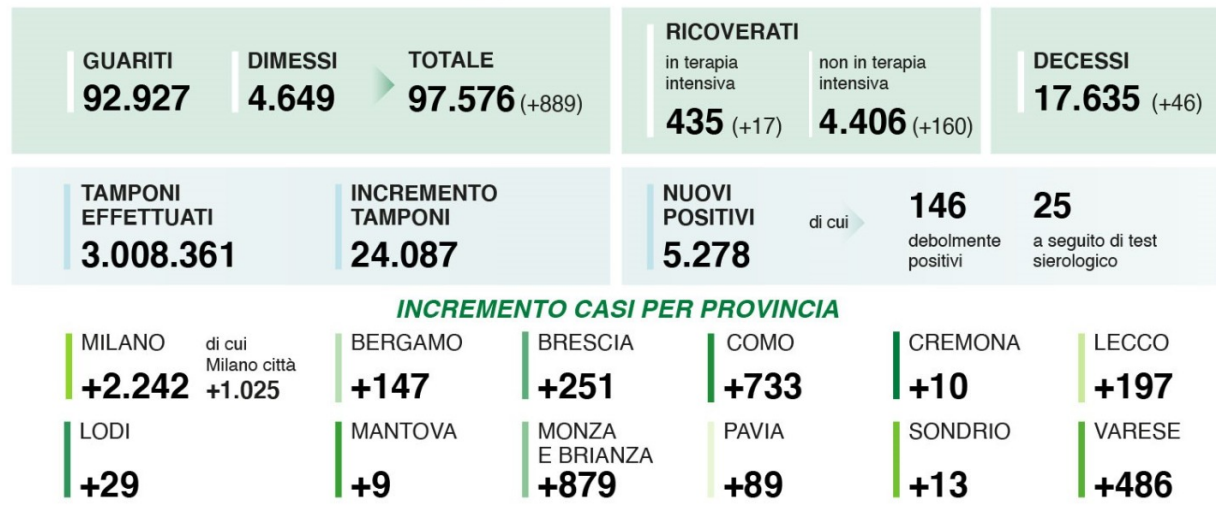 GUARITI
92.927
DIMESSI
4.649
TOTALE
97.576 (+889)
RICOVERATI
in terapia
intensiva
435 (+17)
non in terapia
intensiva
4.406 (+160)
DECESSI
17.635 (+46)
TAMPONI
EFFETTUATI
3.008.361
INCREMENTO
TAMPONI
24.087
NUOVI
POSITIVI
5.278
di cui
146
debolmente
positivi
25
a seguito di test
sierologico
INCREMENTO CASI PER PROVINCIA
MILANO
+2.242
di cui
Milano città
+1.025
BERGAMO
+147
BRESCIA
+251
COMO
+733
CREMONA
+10
LECCO
+197
LODI
+29
MANTOVA
+9
MONZA
E BRIANZA
+879
PAVIA
+89
SONDRIO
+13
VARESE
+486